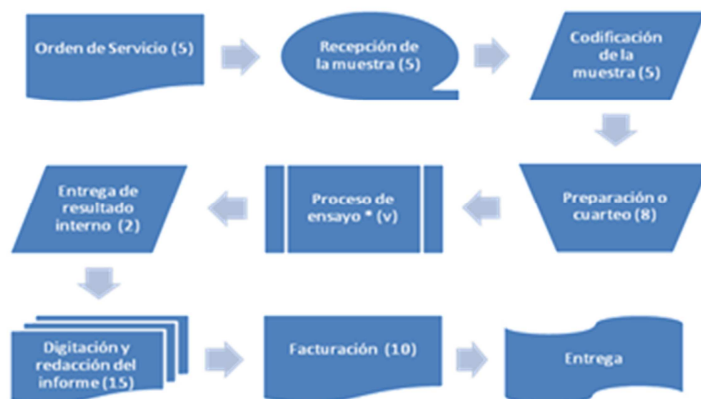 Orden de Servicio (5)
Recepción de
la muestra (5)
Codificación
de la
muestra (5)
Preparación o
cuarteo (8)
Proceso de
ensayo * (v)
Entrega de
resultado
interno (2)
Digitación y
redacción del
informe (15)
Facturación (10)
Entrega